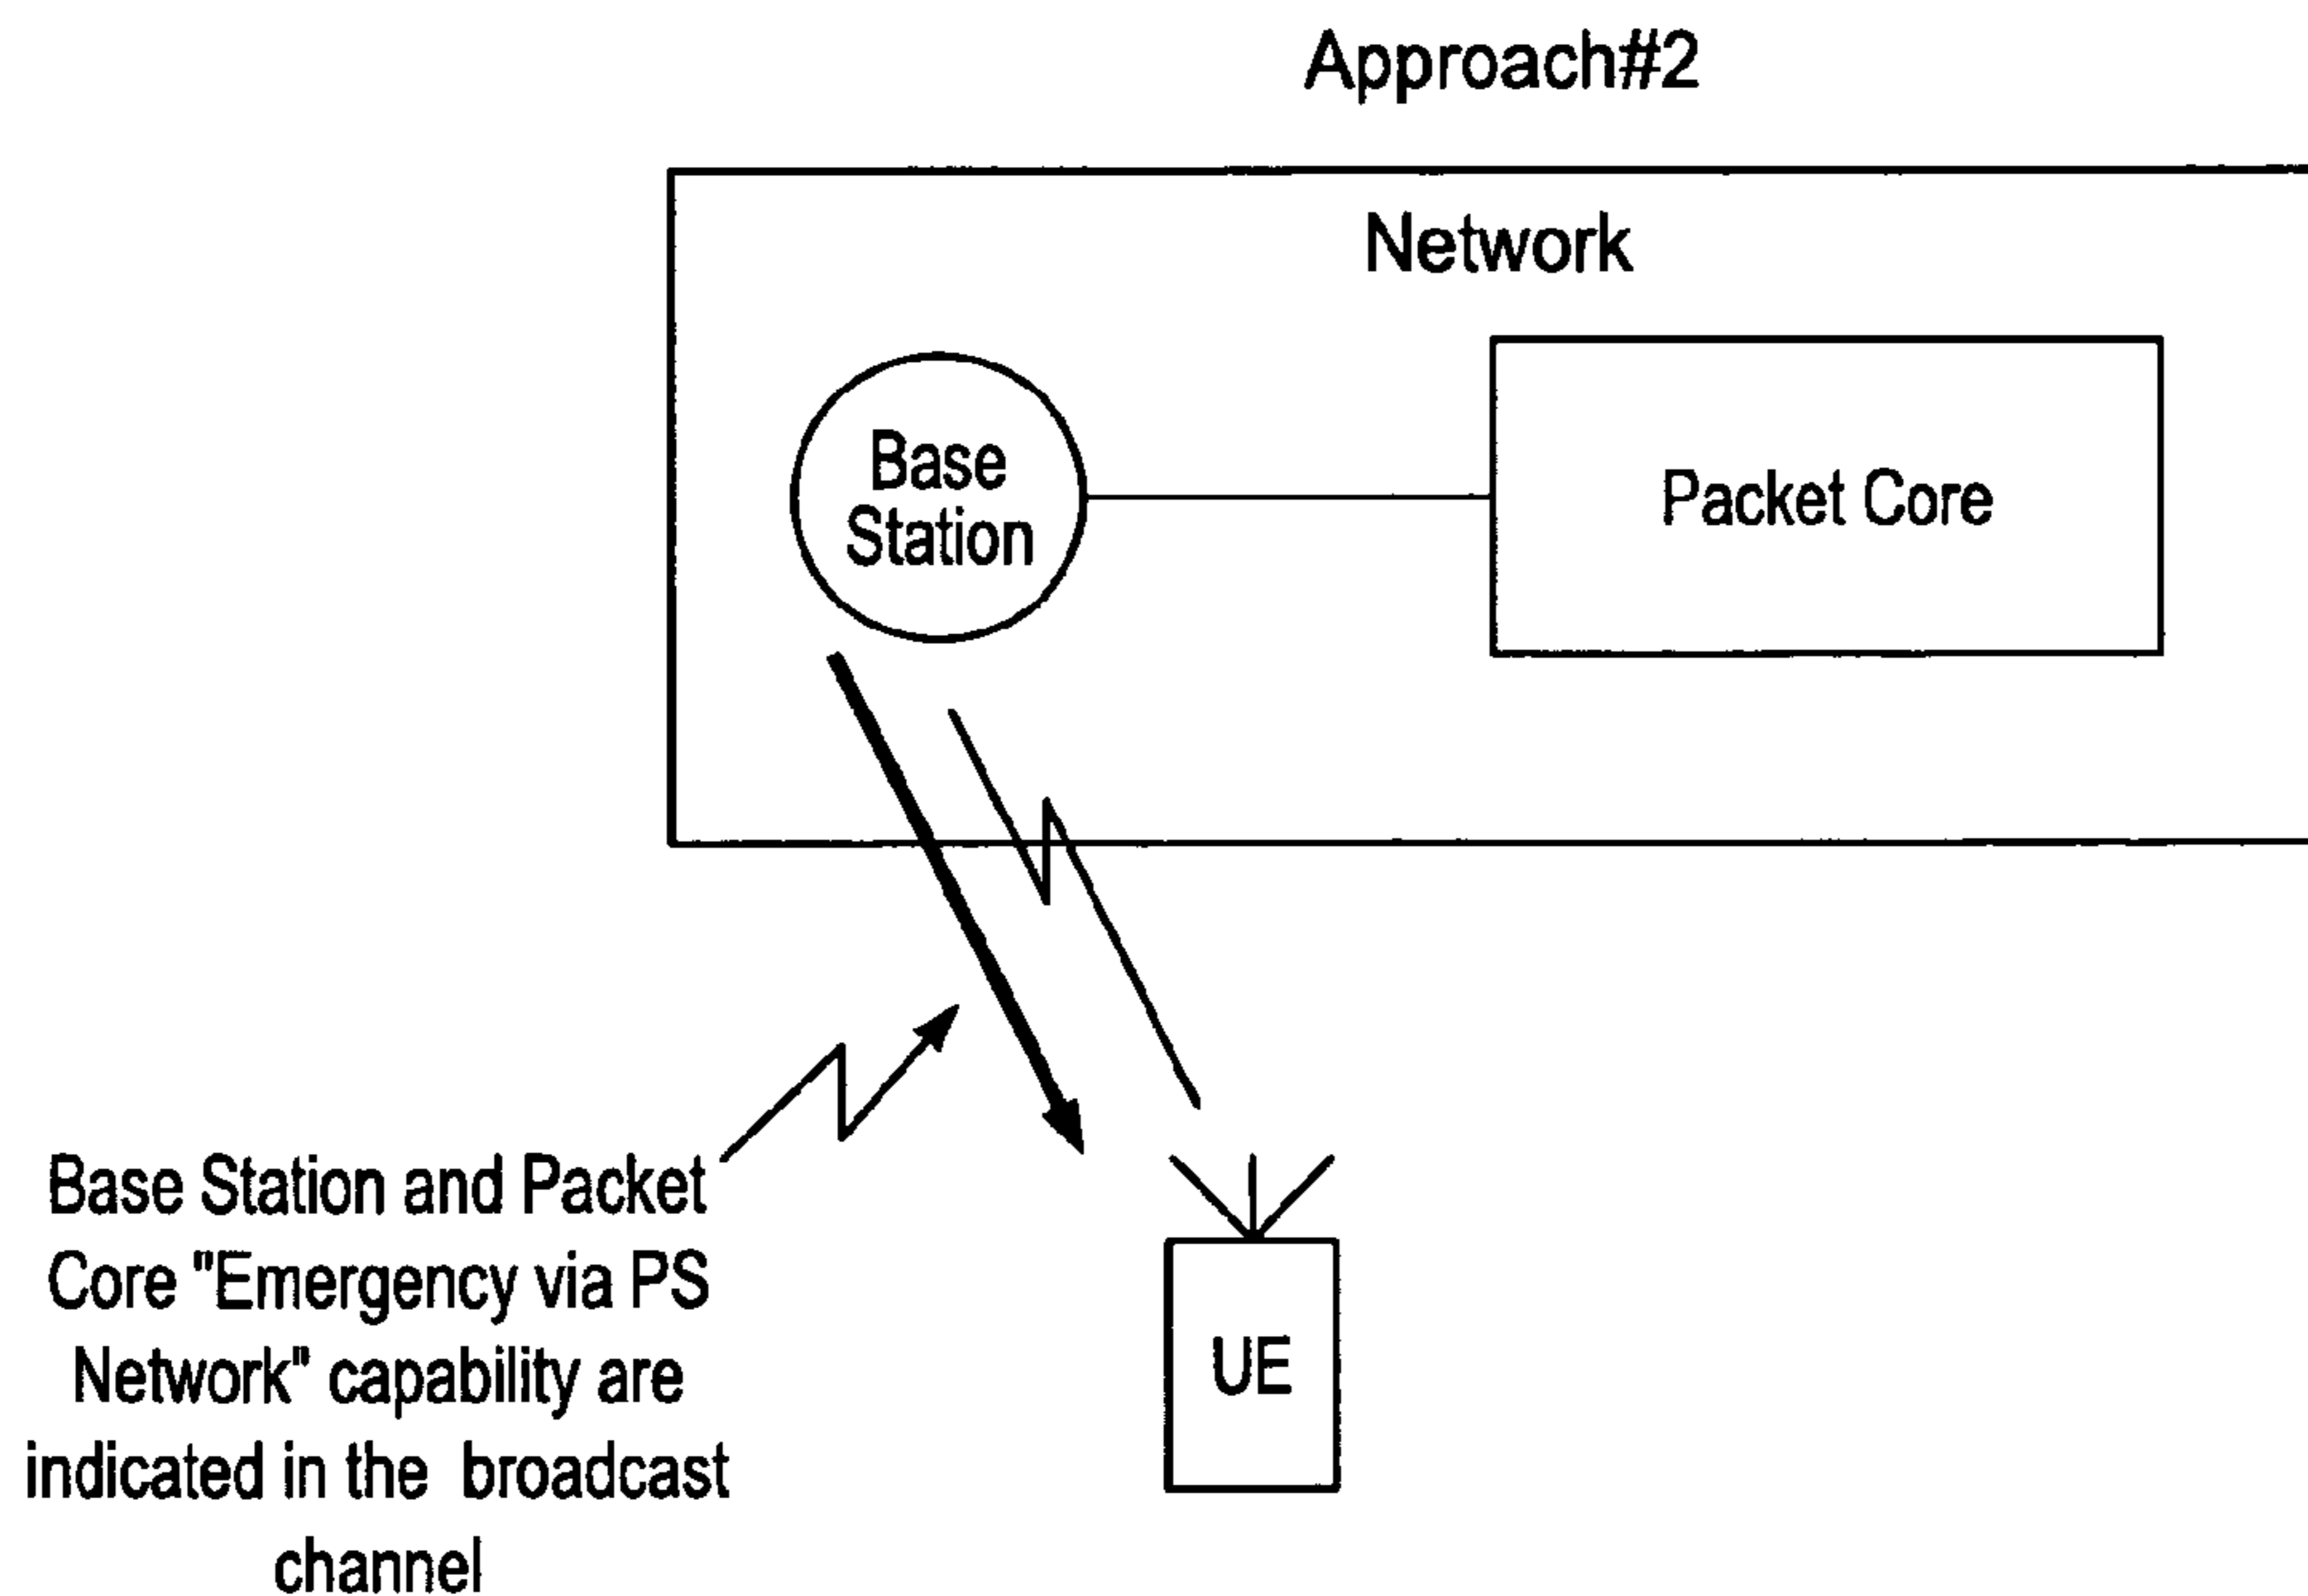 Approach#2
Network
Base
Station
Packet Core
Base Station and Packet
Core "Emergency via PS
Network" capability are
indicated in the broadcast
channel
UE